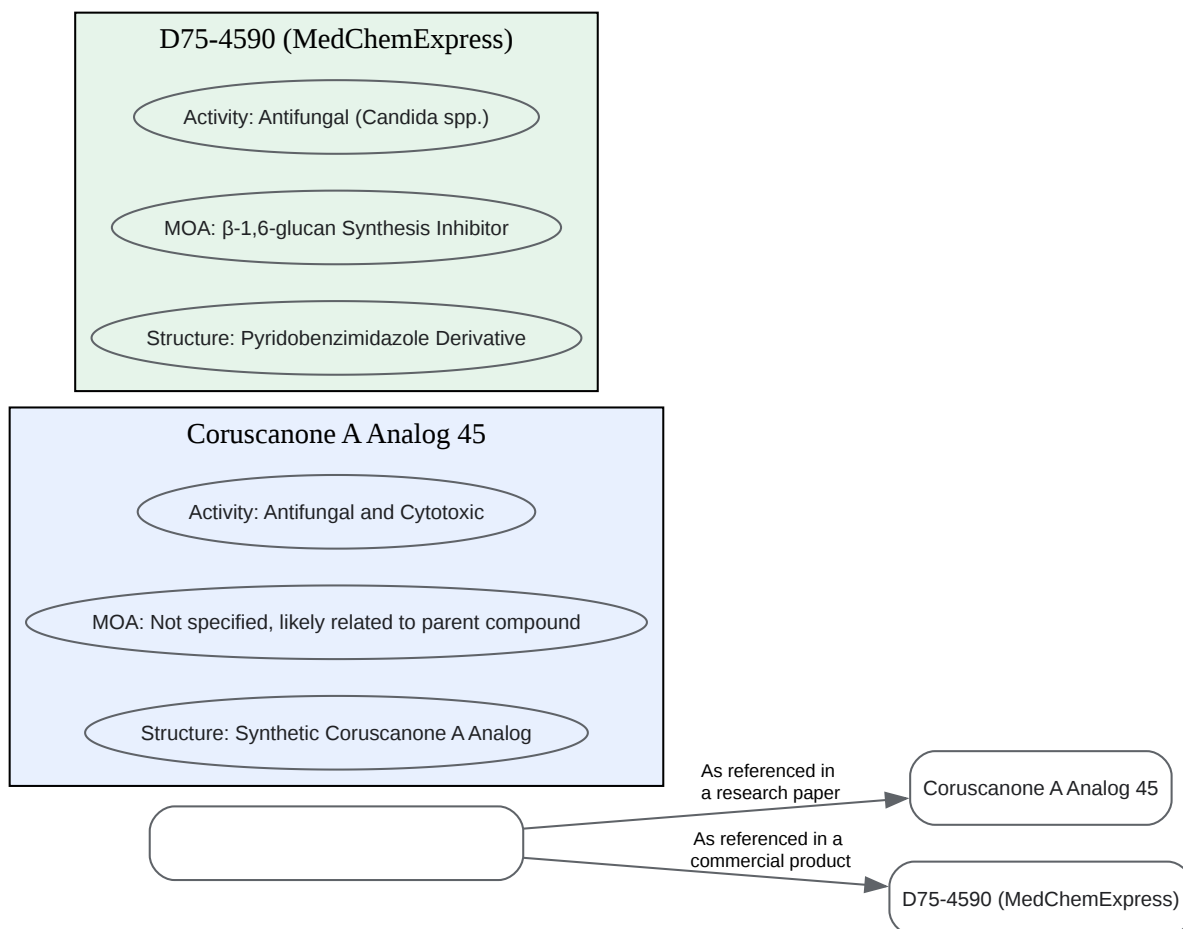 D75-4590 (MedChemExpress)
Activity: Antifungal (Candida spp.)
MOA: β-1,6-glucan Synthesis Inhibitor
Structure: Pyridobenzimidazole Derivative
Coruscanone A Analog 45
Activity: Antifungal and Cytotoxic
MOA: Not specified, likely related to parent compound
Structure: Synthetic Coruscanone A Analog
As referenced in
a research paper
Coruscanone A Analog 45
As referenced in a
commercial product
D75-4590 (MedChemExpress)